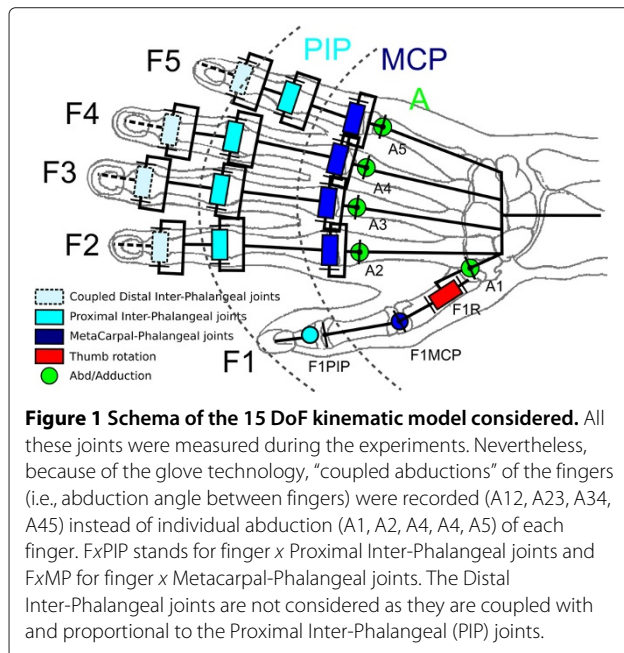 PIP
MCP
A
F5
F4
F3
F2
F1
A5
A4
A3
A2
A1
F1R
F1MCP
F1PIP
Coupled Distal Inter-Phalangeal joints
Proximal Inter-Phalangeal joints
MetaCarpal-Phalangeal joints
Thumb rotation
Abd/Adduction
Figure 1 Schema of the 15 DoF kinematic model considered. All
these joints were measured during the experiments. Nevertheless,
because of the glove technology, “coupled abductions” of the fingers
(i.e., abduction angle between fingers) were recorded (A12, A23, A34,
A45) instead of individual abduction (A1, A2, A4, A4, A5) of each
finger. FxPIP stands for finger x Proximal Inter-Phalangeal joints and
FxMP for finger x Metacarpal-Phalangeal joints. The Distal
Inter-Phalangeal joints are not considered as they are coupled with
and proportional to the Proximal Inter-Phalangeal (PIP) joints.